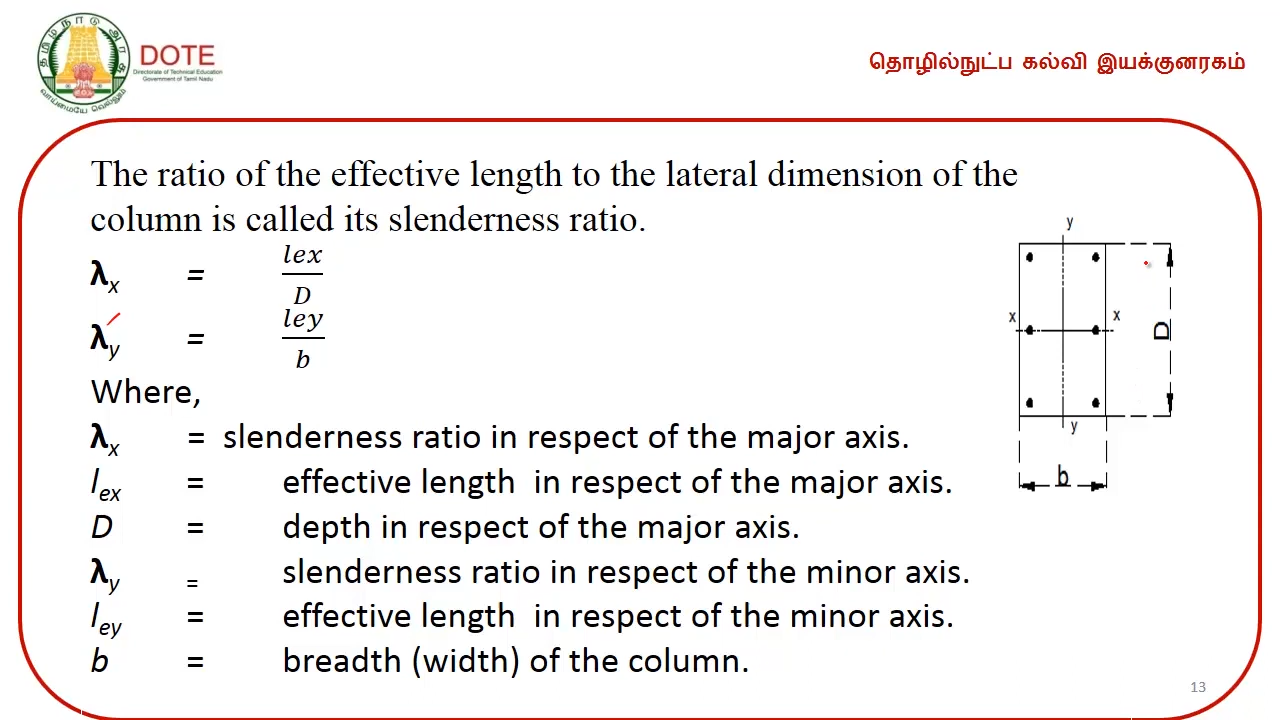 தமிழ்நாடு அரசு
வாய்மையே வெல்லும்
DOTE
Directorate of Technical Education
Government of Tamil Nadu
தொழில்நுட்ப கல்வி இயக்குனரகம்
The ratio of the effective length to the lateral dimension of the
column is called its slenderness ratio.
λx = lex/D
λy = ley/b
Where,
λx = slenderness ratio in respect of the major axis.
lex = effective length in respect of the major axis.
D = depth in respect of the major axis.
λy = slenderness ratio in respect of the minor axis.
ley = effective length in respect of the minor axis.
b = breadth (width) of the column.
y
x x
D
y
b
13